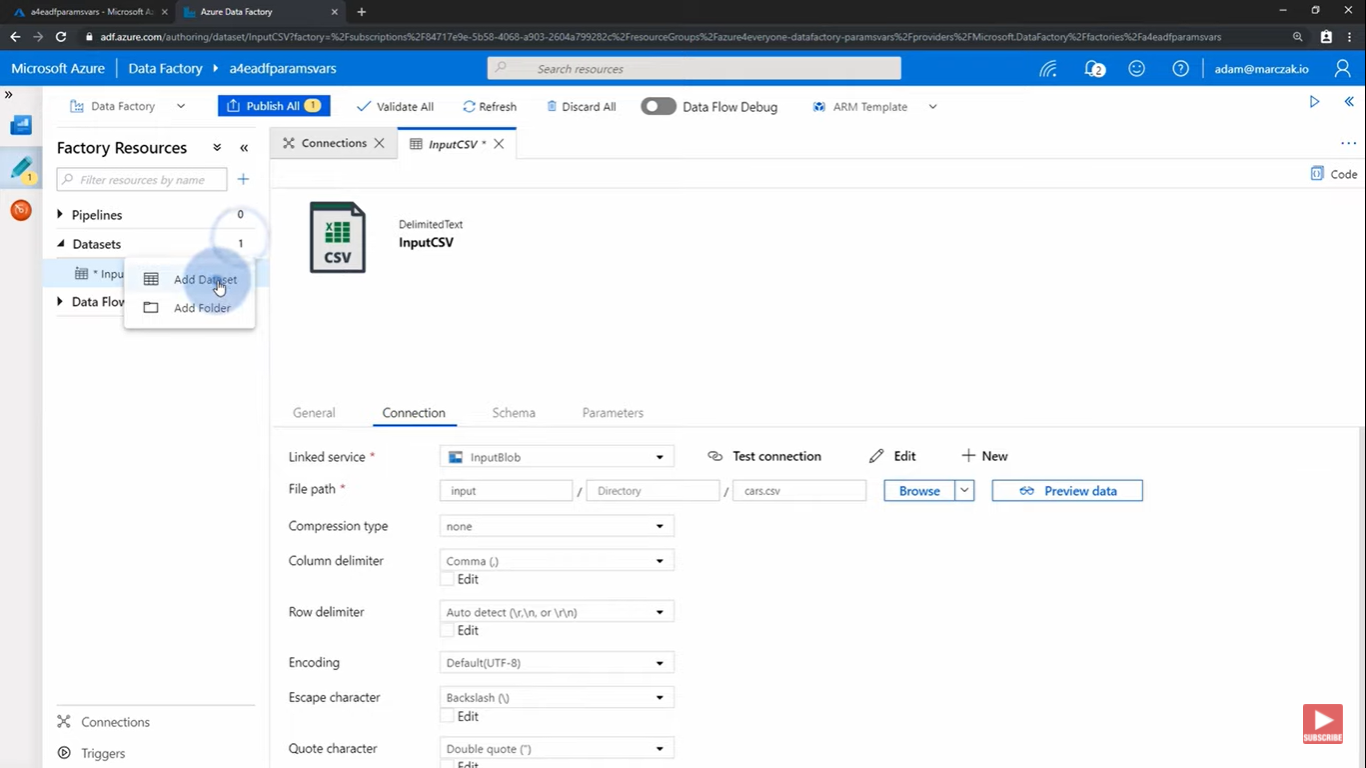 a4eadfparamsvars - Microsoft A
Azure Data Factory
adf.azure.com/authoring/dataset/InputCSV?factory=%2Fsubscriptions%2F84717e9e-5b58-4068-a903-2604a799282c%2FresourceGroups%2Fazure4everyone-datafactory-paramsvars%2Fproviders%2FMicrosoft.DataFactory%2Ffactories%2Fa4eadfparamsvars
Microsoft Azure
Data Factory
a4eadfparamsvars
Search resources
2
adam@marczak.io
Data Factory
Publish All 1
Validate All
Refresh
Discard All
Data Flow Debug
ARM Template
Factory Resources
Connections
InputCSV *
1
Filter resources by name
Code
Pipelines 0
Datasets 1
* Inpu
Add Dataset
Data Flow
Add Folder
CSV
DelimitedText
InputCSV
General
Connection
Schema
Parameters
Linked service *
InputBlob
Test connection
Edit
New
File path *
input / Directory / cars.csv
Browse
Preview data
Compression type
none
Column delimiter
Comma (,)
Edit
Row delimiter
Auto detect (\r,\n, or \r\n)
Edit
Encoding
Default(UTF-8)
Escape character
Backslash (\)
Edit
Quote character
Double quote (")
Edit
Connections
Triggers
SUBSCRIBE